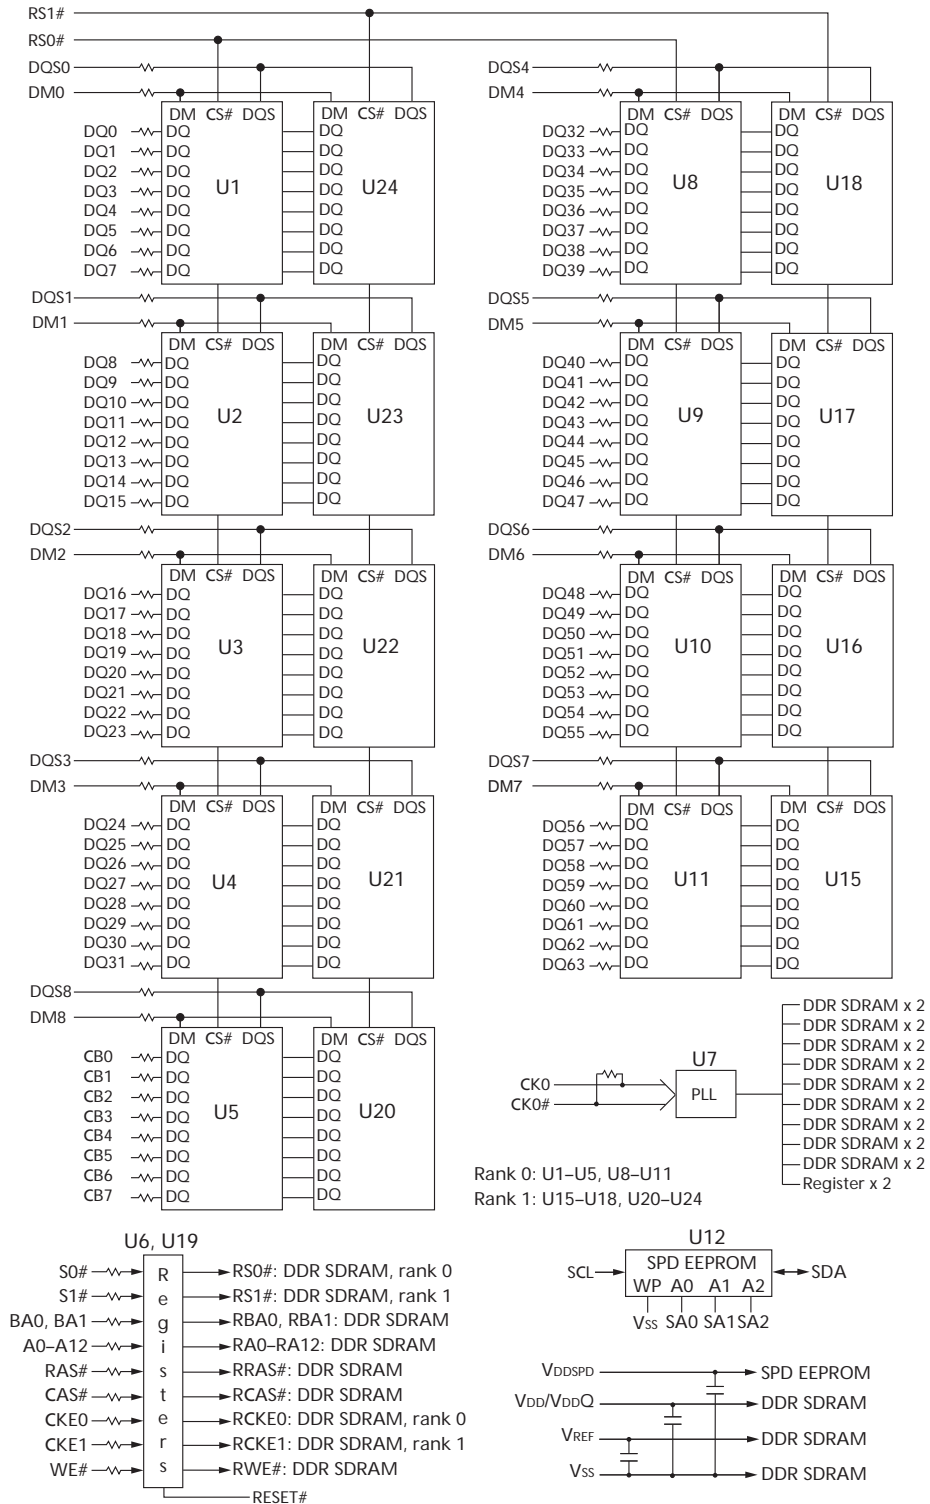 RS1#
RS0#
DQS0
DM0
DM CS# DQS
DM CS# DQS
DQ0 DQ DQ
DQ1 DQ DQ
DQ2 DQ DQ
DQ3 DQ DQ
DQ4 DQ DQ
DQ5 DQ DQ
DQ6 DQ DQ
DQ7 DQ DQ
U1
U24
DQS1
DM1
DM CS# DQS
DM CS# DQS
DQ8 DQ DQ
DQ9 DQ DQ
DQ10 DQ DQ
DQ11 DQ DQ
DQ12 DQ DQ
DQ13 DQ DQ
DQ14 DQ DQ
DQ15 DQ DQ
U2
U23
DQS2
DM2
DM CS# DQS
DM CS# DQS
DQ16 DQ DQ
DQ17 DQ DQ
DQ18 DQ DQ
DQ19 DQ DQ
DQ20 DQ DQ
DQ21 DQ DQ
DQ22 DQ DQ
DQ23 DQ DQ
U3
U22
DQS3
DM3
DM CS# DQS
DM CS# DQS
DQ24 DQ DQ
DQ25 DQ DQ
DQ26 DQ DQ
DQ27 DQ DQ
DQ28 DQ DQ
DQ29 DQ DQ
DQ30 DQ DQ
DQ31 DQ DQ
U4
U21
DQS8
DM8
DM CS# DQS
DM CS# DQS
CB0 DQ DQ
CB1 DQ DQ
CB2 DQ DQ
CB3 DQ DQ
CB4 DQ DQ
CB5 DQ DQ
CB6 DQ DQ
CB7 DQ DQ
U5
U20
DQS4
DM4
DM CS# DQS
DM CS# DQS
DQ32 DQ DQ
DQ33 DQ DQ
DQ34 DQ DQ
DQ35 DQ DQ
DQ36 DQ DQ
DQ37 DQ DQ
DQ38 DQ DQ
DQ39 DQ DQ
U8
U18
DQS5
DM5
DM CS# DQS
DM CS# DQS
DQ40 DQ DQ
DQ41 DQ DQ
DQ42 DQ DQ
DQ43 DQ DQ
DQ44 DQ DQ
DQ45 DQ DQ
DQ46 DQ DQ
DQ47 DQ DQ
U9
U17
DQS6
DM6
DM CS# DQS
DM CS# DQS
DQ48 DQ DQ
DQ49 DQ DQ
DQ50 DQ DQ
DQ51 DQ DQ
DQ52 DQ DQ
DQ53 DQ DQ
DQ54 DQ DQ
DQ55 DQ DQ
U10
U16
DQS7
DM7
DM CS# DQS
DM CS# DQS
DQ56 DQ DQ
DQ57 DQ DQ
DQ58 DQ DQ
DQ59 DQ DQ
DQ60 DQ DQ
DQ61 DQ DQ
DQ62 DQ DQ
DQ63 DQ DQ
U11
U15
U7
CK0
CK0#
PLL
DDR SDRAM x 2
DDR SDRAM x 2
DDR SDRAM x 2
DDR SDRAM x 2
DDR SDRAM x 2
DDR SDRAM x 2
DDR SDRAM x 2
DDR SDRAM x 2
DDR SDRAM x 2
Register x 2
Rank 0: U1–U5, U8–U11
Rank 1: U15–U18, U20–U24
U6, U19
Registers
S0# RS0#: DDR SDRAM, rank 0
S1# RS1#: DDR SDRAM, rank 1
BA0, BA1 RBA0, RBA1: DDR SDRAM
A0–A12 RA0–RA12: DDR SDRAM
RAS# RRAS#: DDR SDRAM
CAS# RCAS#: DDR SDRAM
CKE0 RCKE0: DDR SDRAM, rank 0
CKE1 RCKE1: DDR SDRAM, rank 1
WE# RWE#: DDR SDRAM
RESET#
U12
SPD EEPROM
SCL SDA
WP A0 A1 A2
VSS SA0 SA1 SA2
VDDSPD SPD EEPROM
VDD/VDDQ DDR SDRAM
VREF DDR SDRAM
VSS DDR SDRAM